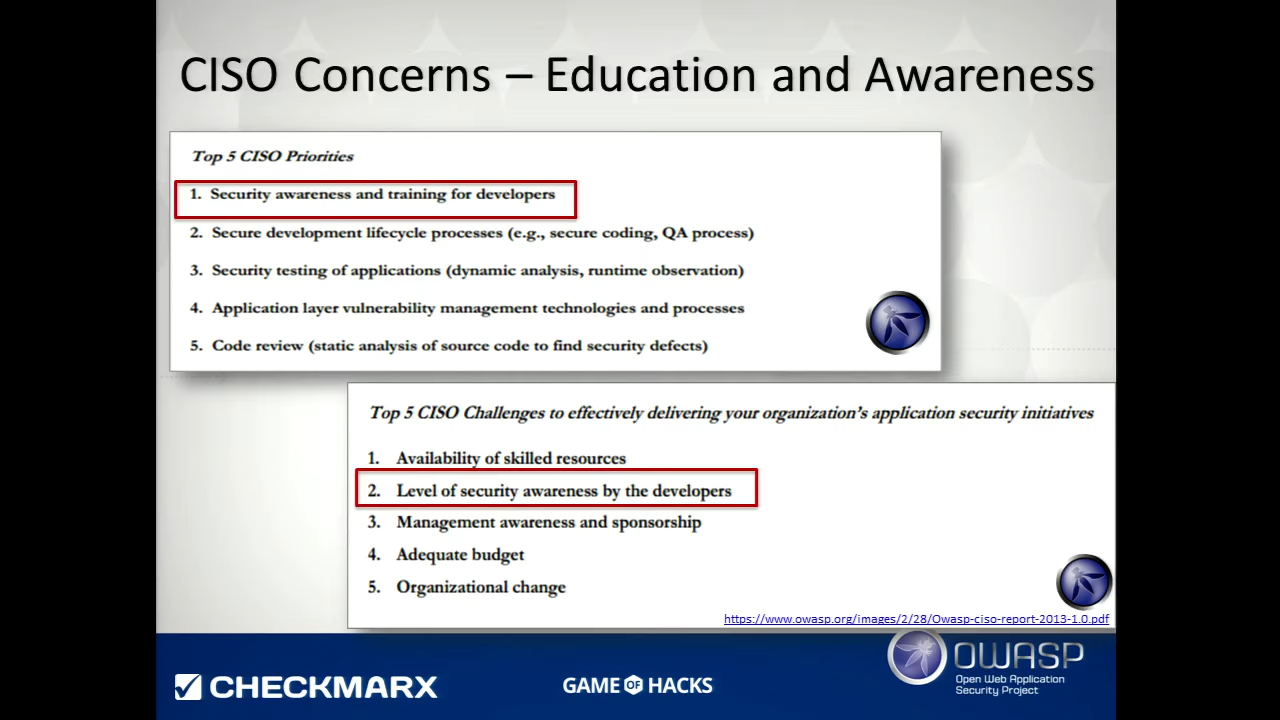 CISO Concerns – Education and Awareness
Top 5 CISO Priorities
1. Security awareness and training for developers
2. Secure development lifecycle processes (e.g., secure coding, QA process)
3. Security testing of applications (dynamic analysis, runtime observation)
4. Application layer vulnerability management technologies and processes
5. Code review (static analysis of source code to find security defects)
Top 5 CISO Challenges to effectively delivering your organization's application security initiatives
1. Availability of skilled resources
2. Level of security awareness by the developers
3. Management awareness and sponsorship
4. Adequate budget
5. Organizational change
https://www.owasp.org/images/2/28/Owasp-ciso-report-2013-1.0.pdf
CHECKMARX
GAME OF HACKS
OWASP
Open Web Application
Security Project